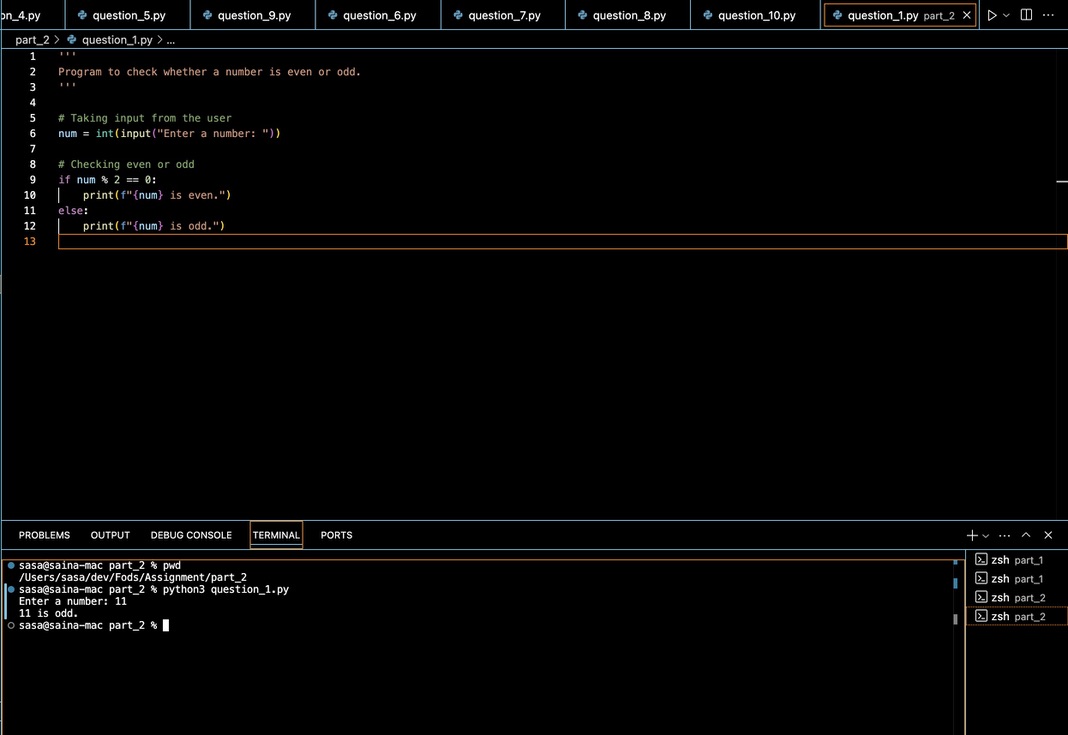 on_4.py question_5.py question_9.py question_6.py question_7.py question_8.py question_10.py question_1.py part_2
part_2 > question_1.py > ...
1 '''
2 Program to check whether a number is even or odd.
3 '''
4
5 # Taking input from the user
6 num = int(input("Enter a number: "))
7
8 # Checking even or odd
9 if num % 2 == 0:
10 print(f"{num} is even.")
11 else:
12 print(f"{num} is odd.")
13
PROBLEMS OUTPUT DEBUG CONSOLE TERMINAL PORTS
sasa@saina-mac part_2 % pwd
/Users/sasa/dev/Fods/Assignment/part_2
sasa@saina-mac part_2 % python3 question_1.py
Enter a number: 11
11 is odd.
sasa@saina-mac part_2 %
zsh part_1
zsh part_1
zsh part_2
zsh part_2